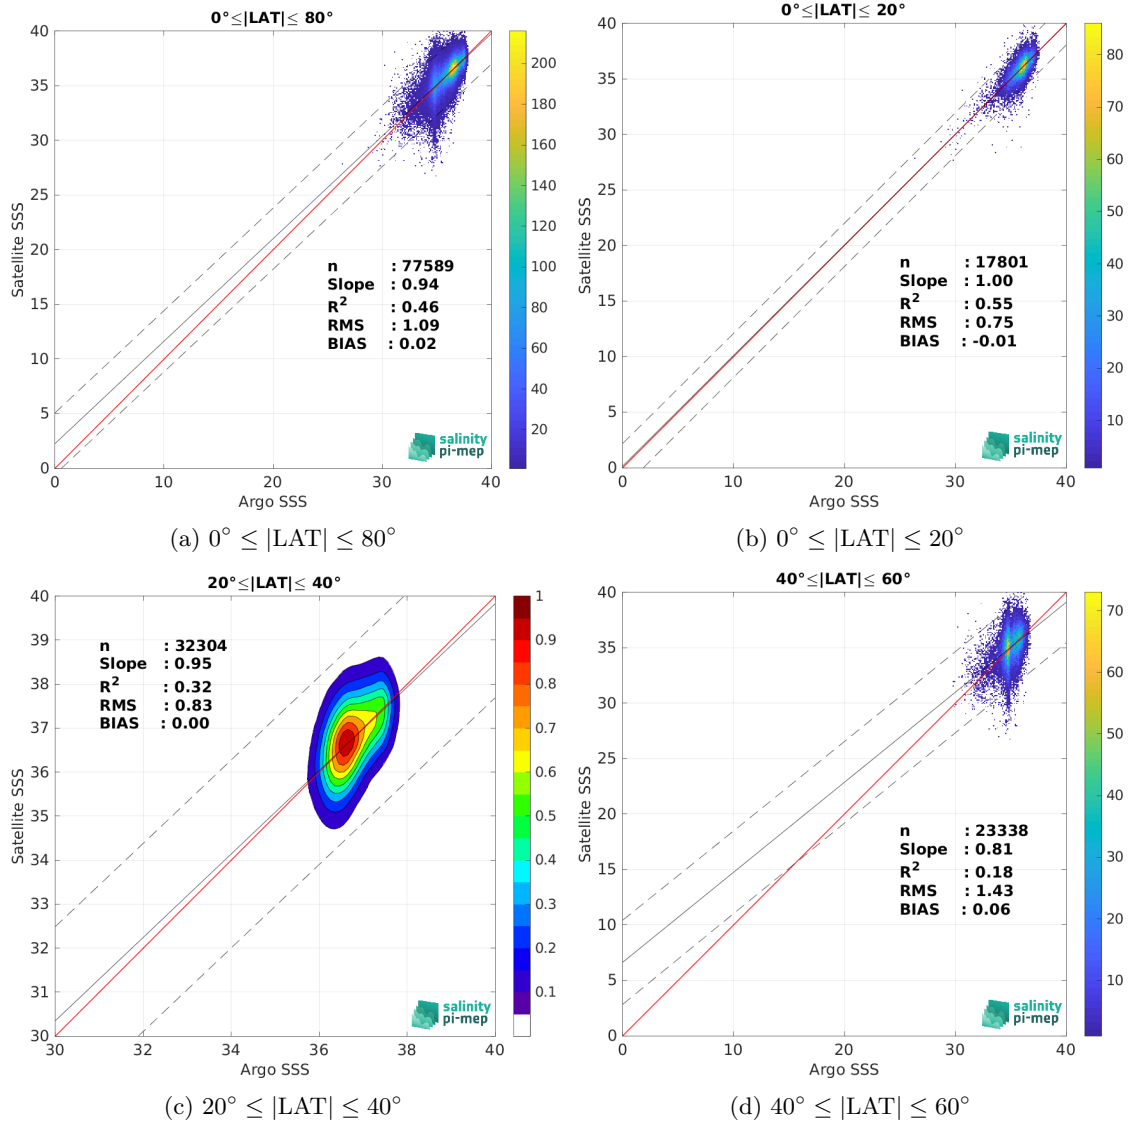 0°≤|LAT|≤ 80°
40
35
30
25
20
15
10
5
0
0
10
20
30
40
Satellite SSS
Argo SSS
n : 77589
Slope : 0.94
R² : 0.46
RMS : 1.09
BIAS : 0.02
salinity
pi-mep
200
180
160
140
120
100
80
60
40
20
(a) 0° ≤ |LAT| ≤ 80°
0°≤|LAT|≤ 20°
40
35
30
25
20
15
10
5
0
0
10
20
30
40
Satellite SSS
Argo SSS
n : 17801
Slope : 1.00
R² : 0.55
RMS : 0.75
BIAS : -0.01
salinity
pi-mep
80
70
60
50
40
30
20
10
(b) 0° ≤ |LAT| ≤ 20°
20°≤|LAT|≤ 40°
40
39
38
37
36
35
34
33
32
31
30
30
32
34
36
38
40
Satellite SSS
Argo SSS
n : 32304
Slope : 0.95
R² : 0.32
RMS : 0.83
BIAS : 0.00
salinity
pi-mep
1
0.9
0.8
0.7
0.6
0.5
0.4
0.3
0.2
0.1
(c) 20° ≤ |LAT| ≤ 40°
40°≤|LAT|≤ 60°
40
35
30
25
20
15
10
5
0
0
10
20
30
40
Satellite SSS
Argo SSS
n : 23338
Slope : 0.81
R² : 0.18
RMS : 1.43
BIAS : 0.06
salinity
pi-mep
70
60
50
40
30
20
10
(d) 40° ≤ |LAT| ≤ 60°